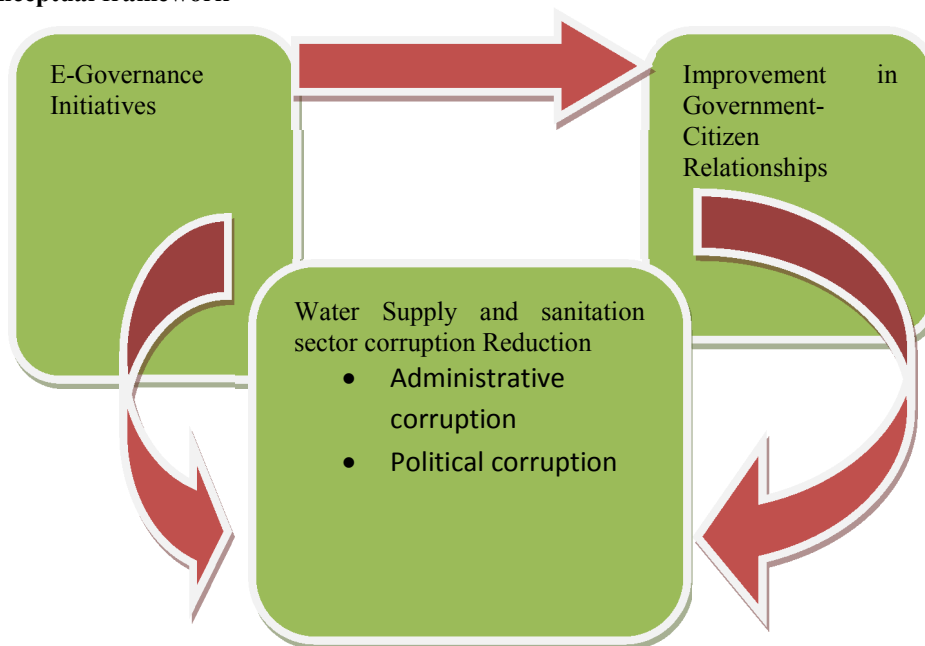 E-Governance
Initiatives
Improvement in
Government-
Citizen
Relationships
Water Supply and sanitation
sector corruption Reduction
• Administrative
corruption
• Political corruption